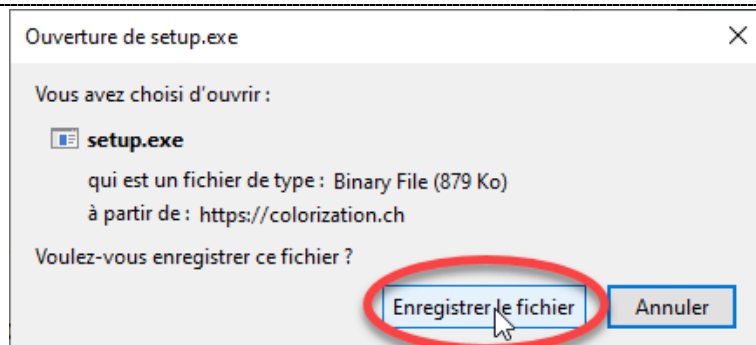 Ouverture de setup.exe
Vous avez choisi d'ouvrir :
setup.exe
qui est un fichier de type : Binary File (879 Ko)
à partir de : https://colorization.ch
Voulez-vous enregistrer ce fichier ?
Enregistrer le fichier Annuler